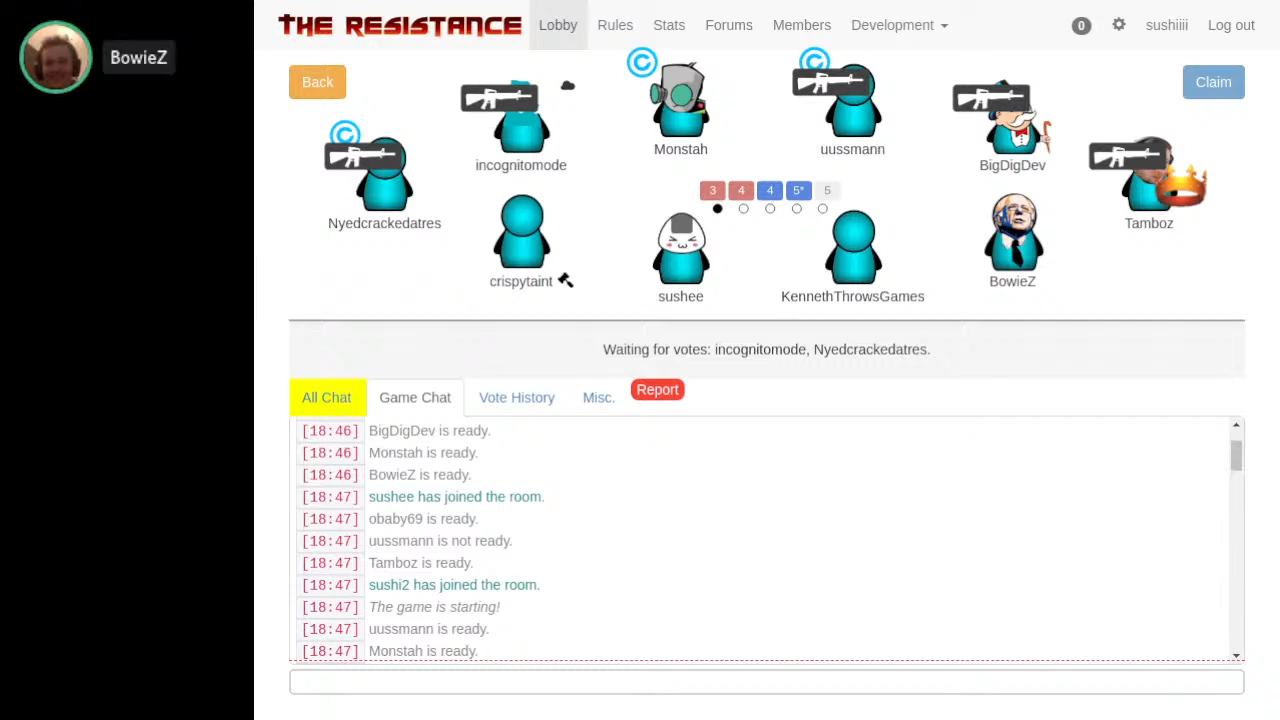 BowieZ
THE RESISTANCE
Lobby
Rules
Stats
Forums
Members
Development
0
sushiiii
Log out
Back
Claim
Monstah
uussmann
incognitomode
BigDigDev
Nyedcrackedatres
Tamboz
3 4 4 5* 5
crispytaint
sushee
KennethThrowsGames
BowieZ
Waiting for votes: incognitomode, Nyedcrackedatres.
All Chat
Game Chat
Vote History
Misc.
Report
[18:46] BigDigDev is ready.
[18:46] Monstah is ready.
[18:46] BowieZ is ready.
[18:47] sushee has joined the room.
[18:47] obaby69 is ready.
[18:47] uussmann is not ready.
[18:47] Tamboz is ready.
[18:47] sushi2 has joined the room.
[18:47] The game is starting!
[18:47] uussmann is ready.
[18:47] Monstah is ready.